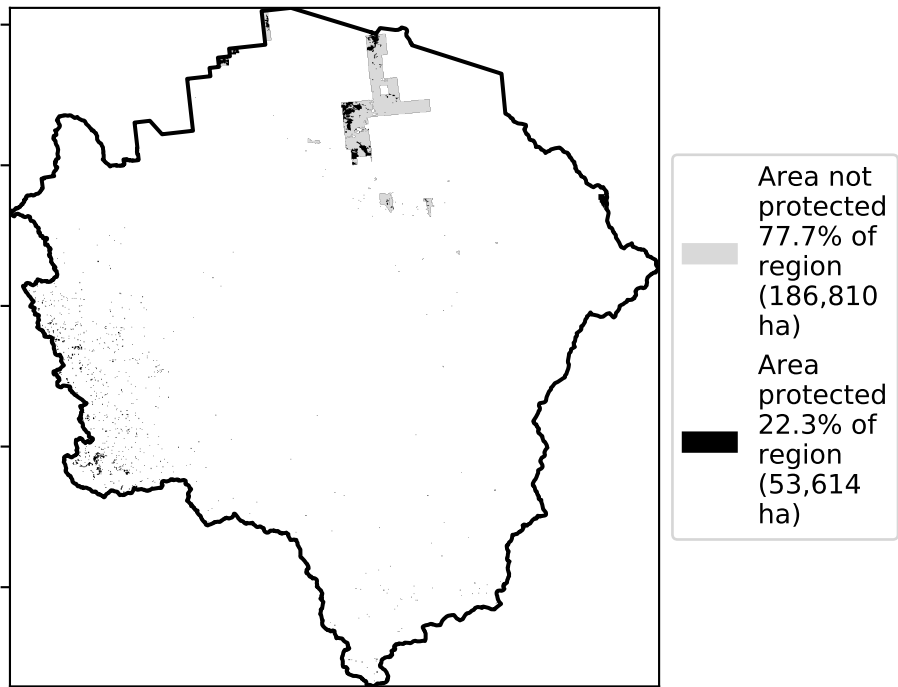 Area not
protected
77.7% of
region
(186,810
ha)
Area
protected
22.3% of
region
(53,614
ha)